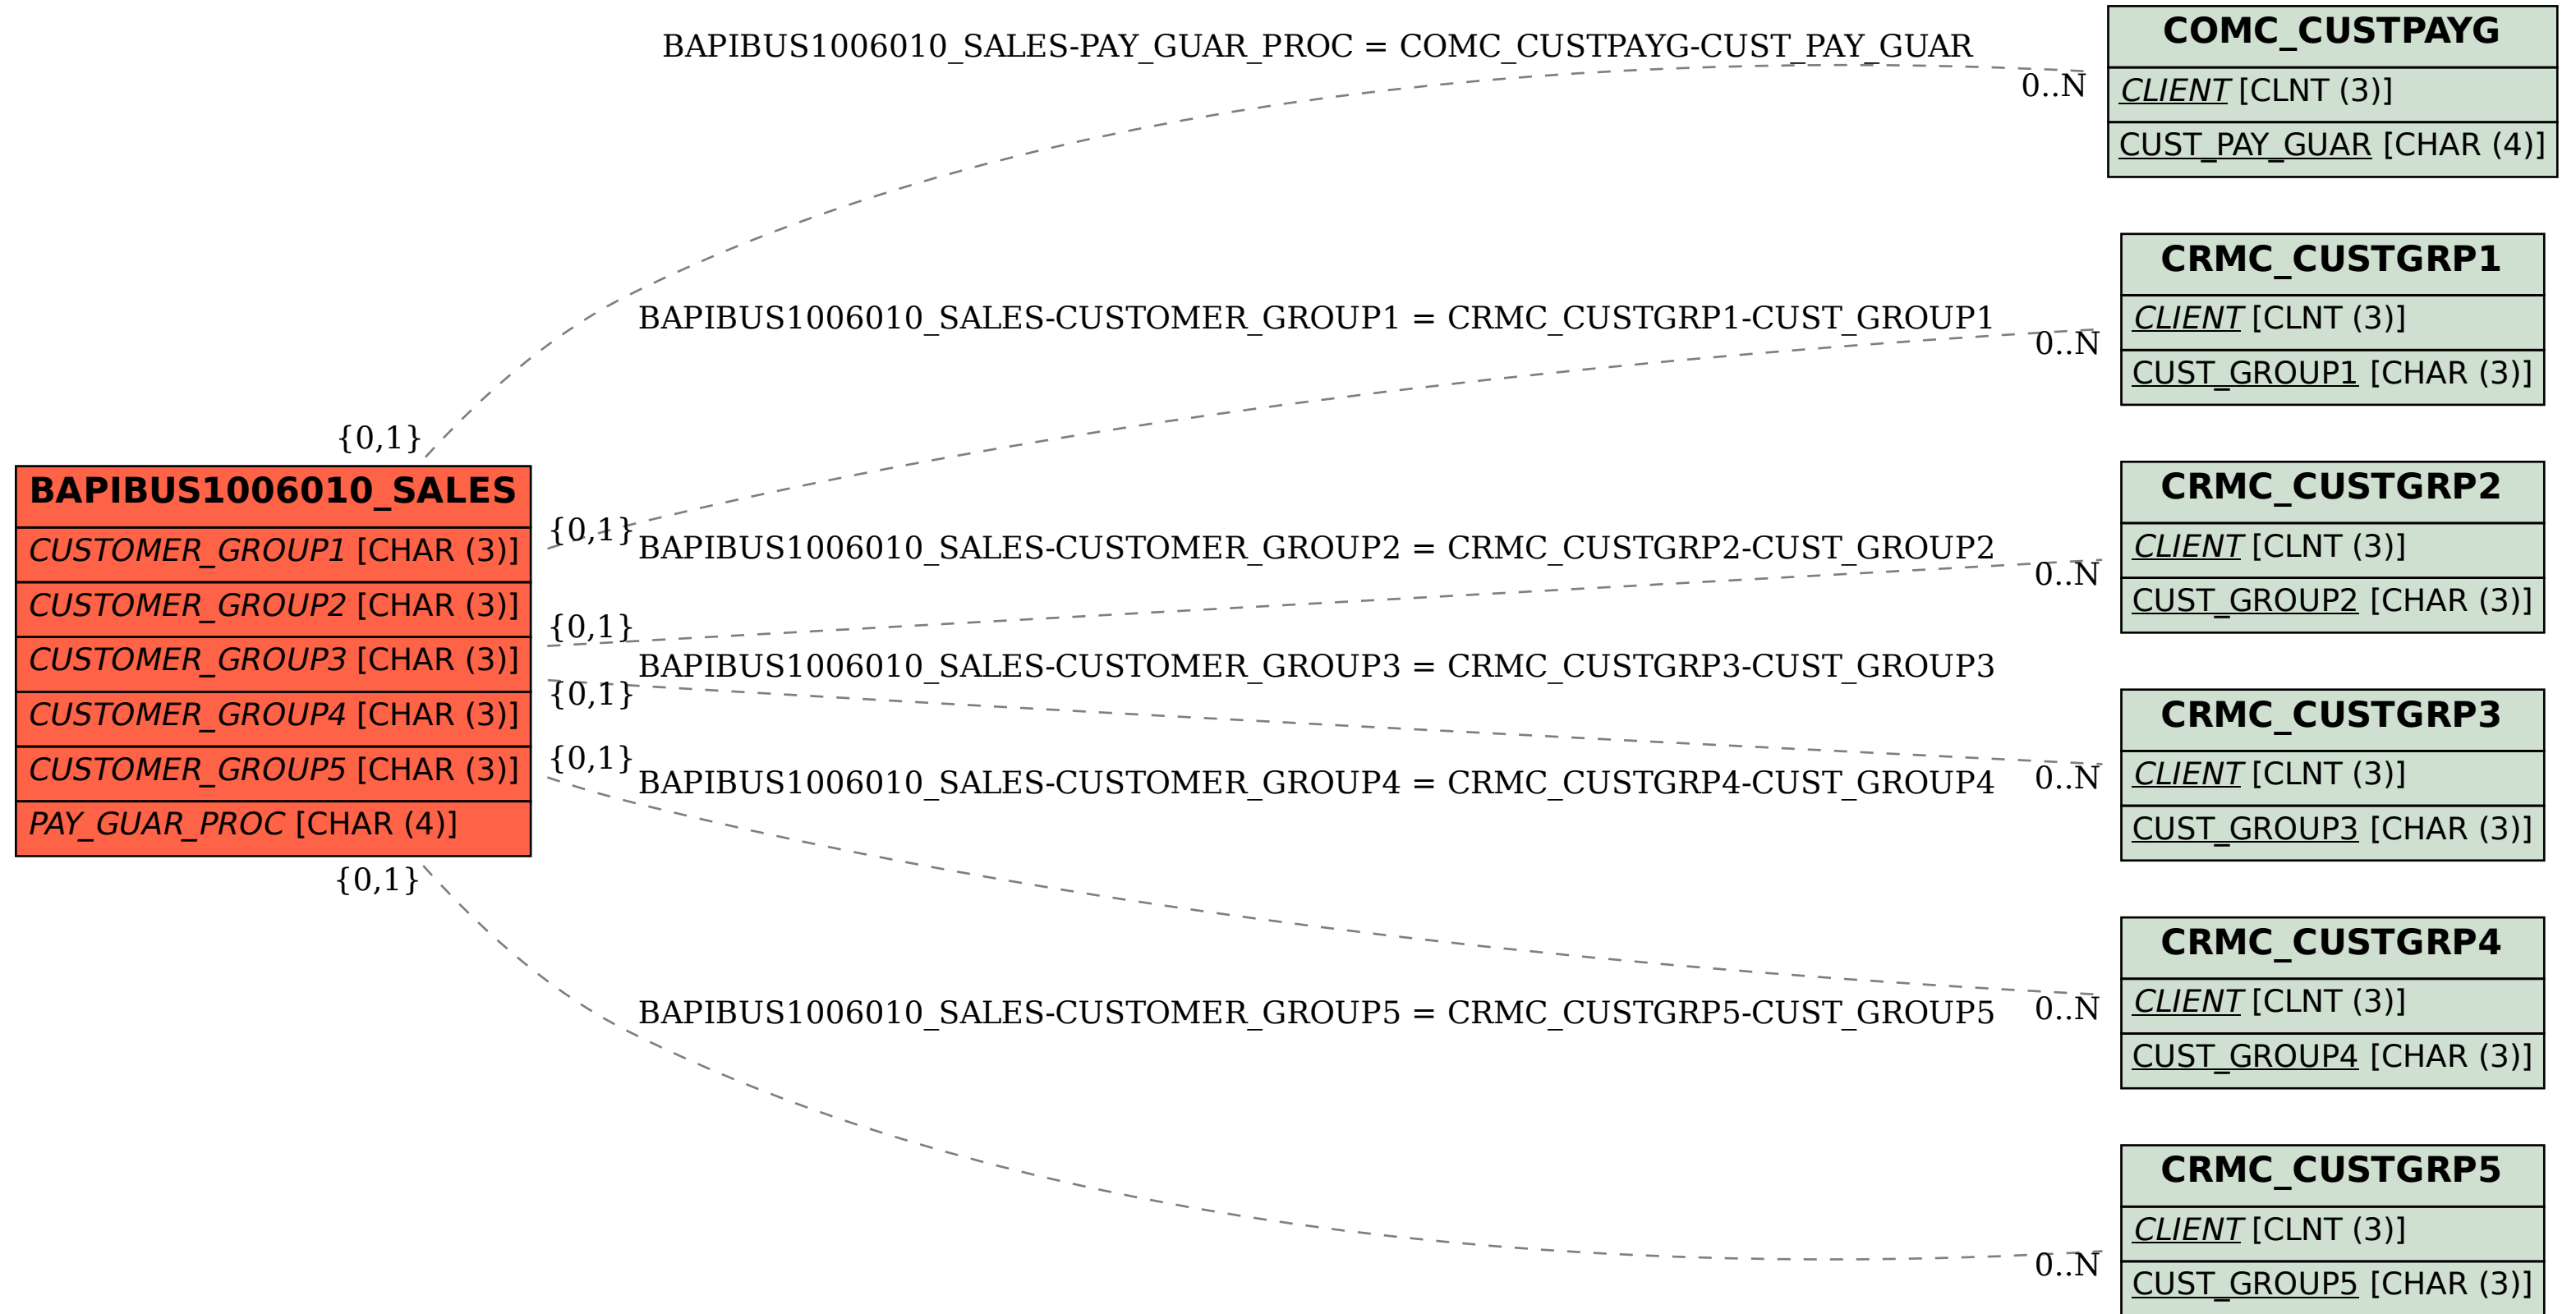 BAPIBUS1006010_SALES-PAY_GUAR_PROC = COMC_CUSTPAYG-CUST_PAY_GUAR
0..N
{0,1}
COMC_CUSTPAYG
CLIENT [CLNT (3)]
CUST_PAY_GUAR [CHAR (4)]
BAPIBUS1006010_SALES-CUSTOMER_GROUP1 = CRMC_CUSTGRP1-CUST_GROUP1
0..N
{0,1}
CRMC_CUSTGRP1
CLIENT [CLNT (3)]
CUST_GROUP1 [CHAR (3)]
BAPIBUS1006010_SALES
CUSTOMER_GROUP1 [CHAR (3)]
CUSTOMER_GROUP2 [CHAR (3)]
CUSTOMER_GROUP3 [CHAR (3)]
CUSTOMER_GROUP4 [CHAR (3)]
CUSTOMER_GROUP5 [CHAR (3)]
PAY_GUAR_PROC [CHAR (4)]
BAPIBUS1006010_SALES-CUSTOMER_GROUP2 = CRMC_CUSTGRP2-CUST_GROUP2
0..N
{0,1}
CRMC_CUSTGRP2
CLIENT [CLNT (3)]
CUST_GROUP2 [CHAR (3)]
BAPIBUS1006010_SALES-CUSTOMER_GROUP3 = CRMC_CUSTGRP3-CUST_GROUP3
{0,1}
0..N
CRMC_CUSTGRP3
CLIENT [CLNT (3)]
CUST_GROUP3 [CHAR (3)]
{0,1}
BAPIBUS1006010_SALES-CUSTOMER_GROUP4 = CRMC_CUSTGRP4-CUST_GROUP4
0..N
CRMC_CUSTGRP4
CLIENT [CLNT (3)]
CUST_GROUP4 [CHAR (3)]
{0,1}
BAPIBUS1006010_SALES-CUSTOMER_GROUP5 = CRMC_CUSTGRP5-CUST_GROUP5
0..N
CRMC_CUSTGRP5
CLIENT [CLNT (3)]
CUST_GROUP5 [CHAR (3)]